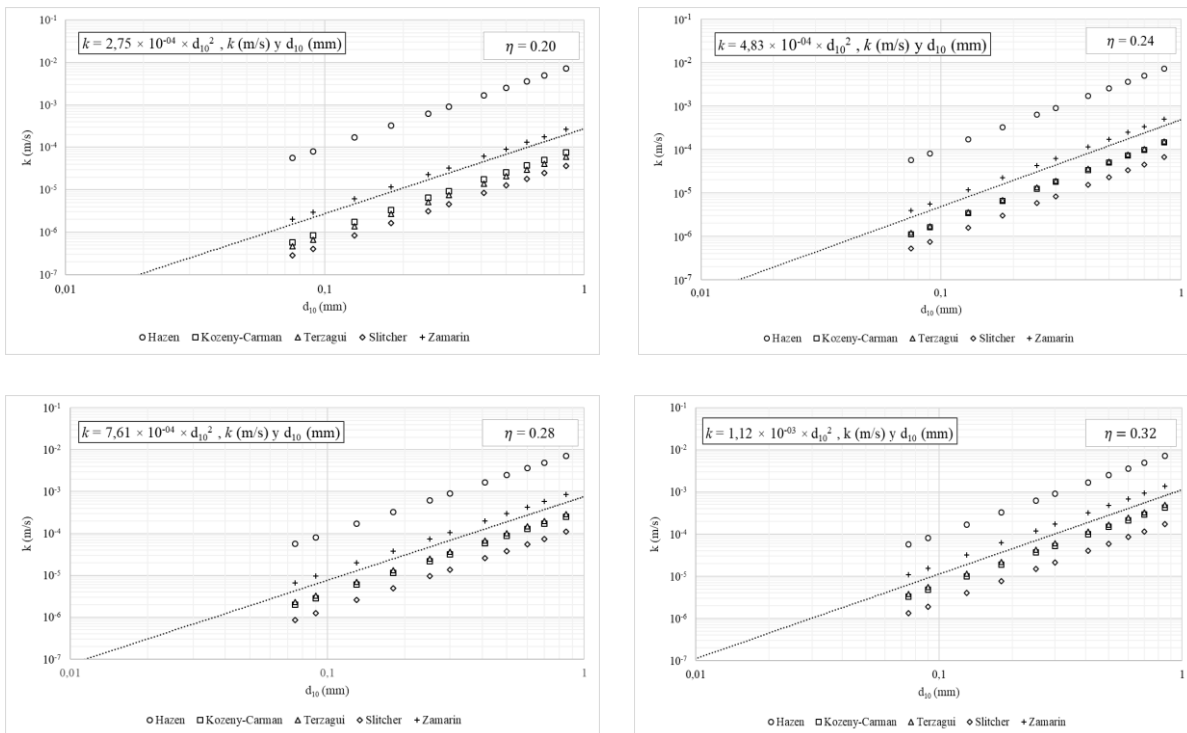 10⁻¹
k = 2,75 × 10⁻⁰⁴ × d₁₀² , k (m/s) y d₁₀ (mm)
η = 0.20
10⁻²
10⁻³
k (m/s)
10⁻⁴
10⁻⁵
10⁻⁶
10⁻⁷
0,01 0,1 1
d₁₀ (mm)
○ Hazen □ Kozeny-Carman △ Terzagui ◇ Slitcher + Zamarin
10⁻¹
k = 4,83 × 10⁻⁰⁴ × d₁₀² , k (m/s) y d₁₀ (mm)
η = 0.24
10⁻²
10⁻³
k (m/s)
10⁻⁴
10⁻⁵
10⁻⁶
10⁻⁷
0,01 0,1 1
d₁₀ (mm)
○ Hazen □ Kozeny-Carman △ Terzagui ◇ Slitcher + Zamarin
10⁻¹
k = 7,61 × 10⁻⁰⁴ × d₁₀² , k (m/s) y d₁₀ (mm)
η = 0.28
10⁻²
10⁻³
k (m/s)
10⁻⁴
10⁻⁵
10⁻⁶
10⁻⁷
0,01 0,1 1
d₁₀ (mm)
○ Hazen □ Kozeny-Carman △ Terzagui ◇ Slitcher + Zamarin
10⁻¹
k = 1,12 × 10⁻⁰³ × d₁₀² , k (m/s) y d₁₀ (mm)
η = 0.32
10⁻²
10⁻³
k (m/s)
10⁻⁴
10⁻⁵
10⁻⁶
10⁻⁷
0,01 0,1 1
d₁₀ (mm)
○ Hazen □ Kozeny-Carman △ Terzagui ◇ Slitcher + Zamarin